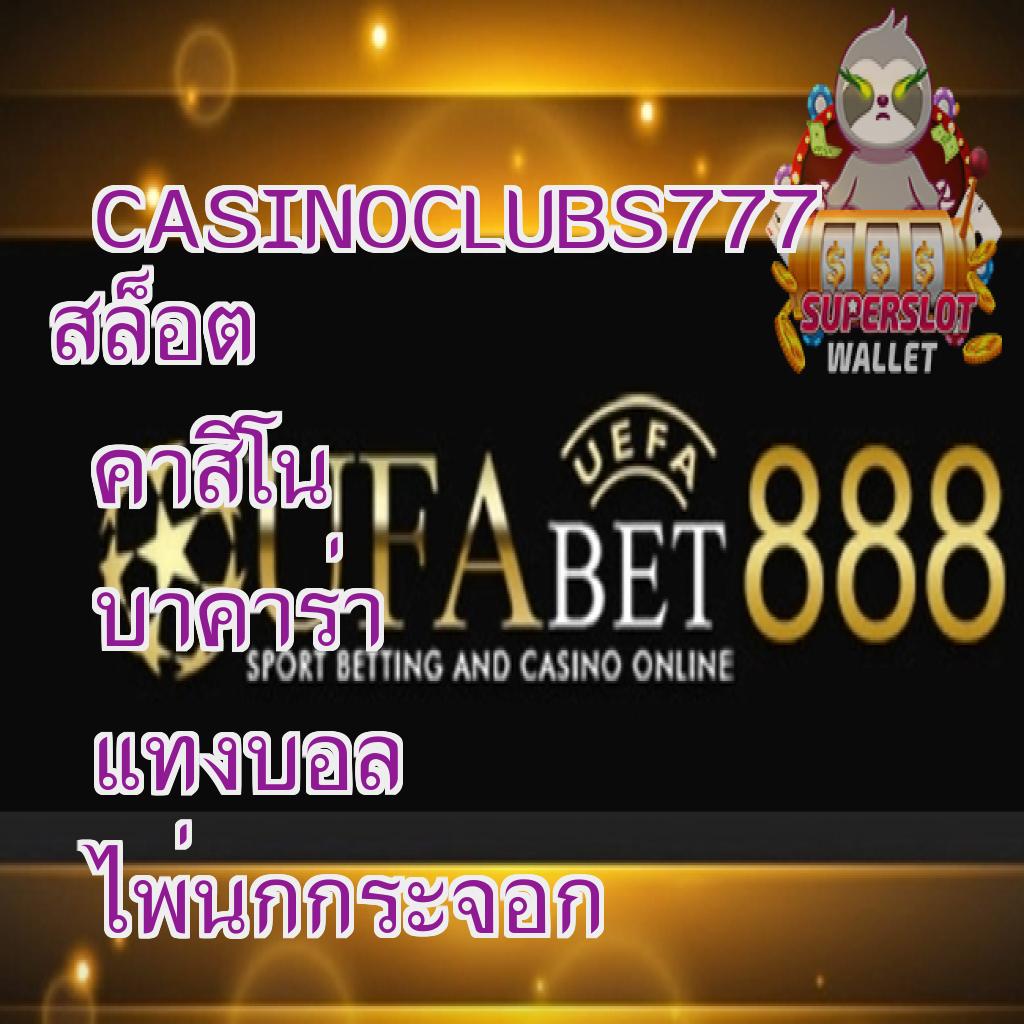 CASINOCLUBS777
สล็อต
SUPERSLOT
WALLET
คาสิโน
UEFA
UFABET888
บาคาร่า
SPORT BETTING AND CASINO ONLINE
แทงบอล
ไพ่นกกระจอก